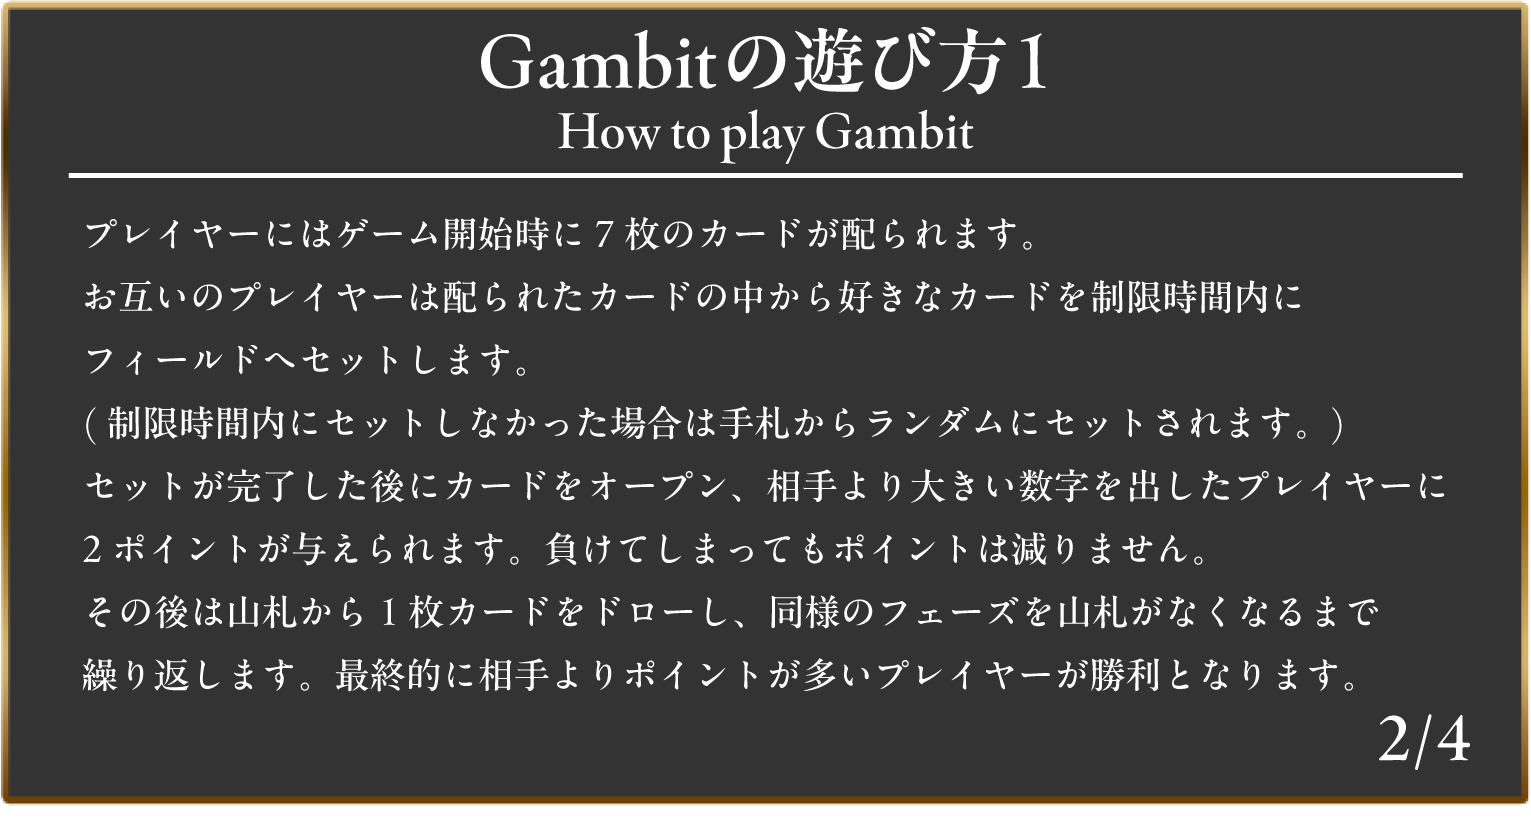 Gambitの遊び方1
How to play Gambit
プレイヤーにはゲーム開始時に 7 枚のカードが配られます。
お互いのプレイヤーは配られたカードの中から好きなカードを制限時間内に
フィールドへセットします。
( 制限時間内にセットしなかった場合は手札からランダムにセットされます。)
セットが完了した後にカードをオープン、相手より大きい数字を出したプレイヤーに
2 ポイントが与えられます。負けてしまってもポイントは減りません。
その後は山札から 1 枚カードをドローし、同様のフェーズを山札がなくなるまで
繰り返します。最終的に相手よりポイントが多いプレイヤーが勝利となります。
2/4